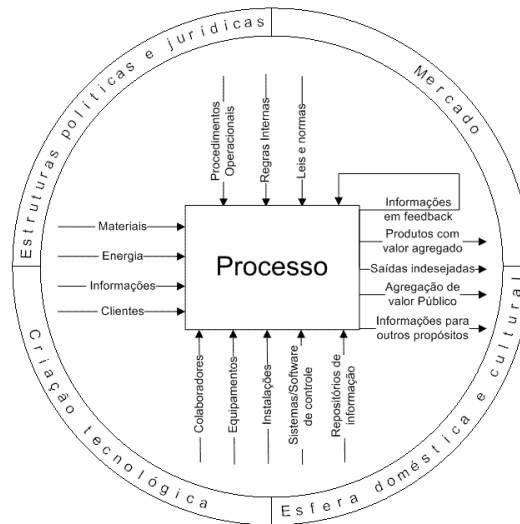 Estruturas políticas e jurídicas
Mercado
Procedimentos
Operacionais
Regras Internas
Leis e normas
Materiais
Energia
Informações
Clientes
Processo
Informações
em feedback
Produtos com
valor agregado
Saídas indesejadas
Agregação de
valor Público
Informações para
outros propósitos
Colaboradores
Equipamentos
Instalações
Sistemas/Software
de controle
Repositórios de
informação
Criação tecnológica
Esfera doméstica e cultural